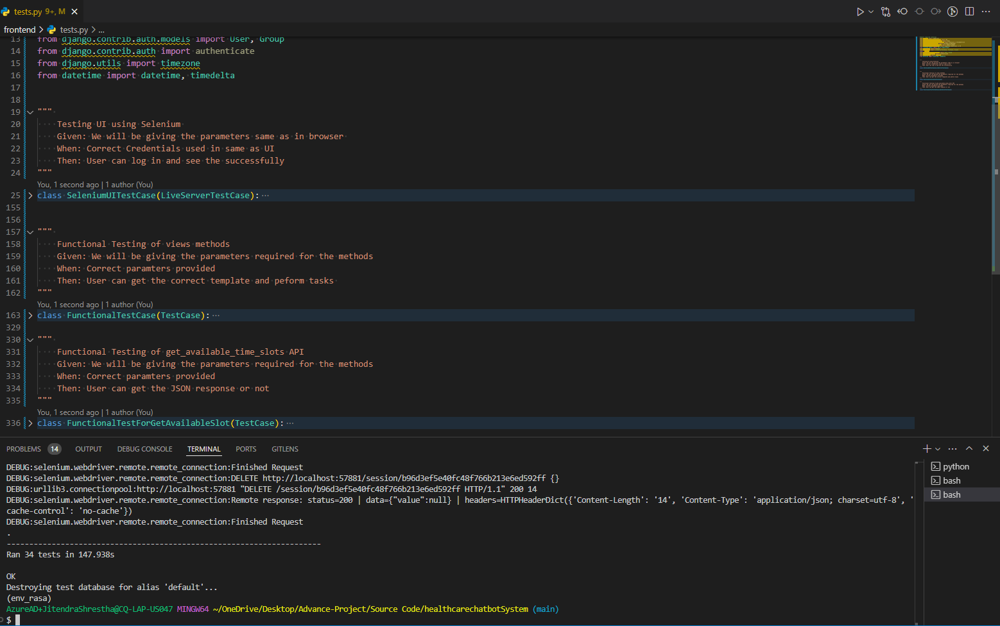 tests.py 9+, M
frontend > tests.py > ...
13 from django.contrib.auth.models import User, Group
14 from django.contrib.auth import authenticate
15 from django.utils import timezone
16 from datetime import datetime, timedelta
17
18
19 """
20 Testing UI using Selenium
21 Given: We will be giving the parameters same as in browser
22 When: Correct Credentials used in same as UI
23 Then: User can log in and see the successfully
24 """
You, 1 second ago | 1 author (You)
25 class SeleniumUITestCase(LiveServerTestCase): ...
155
156
157 """
158 Functional Testing of views methods
159 Given: We will be giving the parameters required for the methods
160 When: Correct paramters provided
161 Then: User can get the correct template and peform tasks
162 """
You, 1 second ago | 1 author (You)
163 class FunctionalTestCase(TestCase): ...
329
330 """
331 Functional Testing of get_available_time_slots API
332 Given: We will be giving the parameters required for the methods
333 When: Correct paramters provided
334 Then: User can get the JSON response or not
335 """
You, 1 second ago | 1 author (You)
336 class FunctionalTestForGetAvailableSlot(TestCase): ...
PROBLEMS 14 OUTPUT DEBUG CONSOLE TERMINAL PORTS GITLENS
DEBUG:selenium.webdriver.remote.remote_connection:Finished Request
DEBUG:selenium.webdriver.remote.remote_connection:DELETE http://localhost:57881/session/b96d3ef5e40fc48f766b213e6ed592ff {}
DEBUG:urllib3.connectionpool:http://localhost:57881 "DELETE /session/b96d3ef5e40fc48f766b213e6ed592ff HTTP/1.1" 200 14
DEBUG:selenium.webdriver.remote.remote_connection:Remote response: status=200 | data={"value":null} | headers=HTTPHeaderDict({'Content-Length': '14', 'Content-Type': 'application/json; charset=utf-8', '
cache-control': 'no-cache'})
DEBUG:selenium.webdriver.remote.remote_connection:Finished Request
.
----------------------------------------------------------------------
Ran 34 tests in 147.938s
OK
Destroying test database for alias 'default'...
(env_rasa)
AzureAD+JitendraShrestha@CQ-LAP-US047 MINGW64 ~/OneDrive/Desktop/Advance-Project/Source Code/healthcarechatbotSystem (main)
$
python
bash
bash